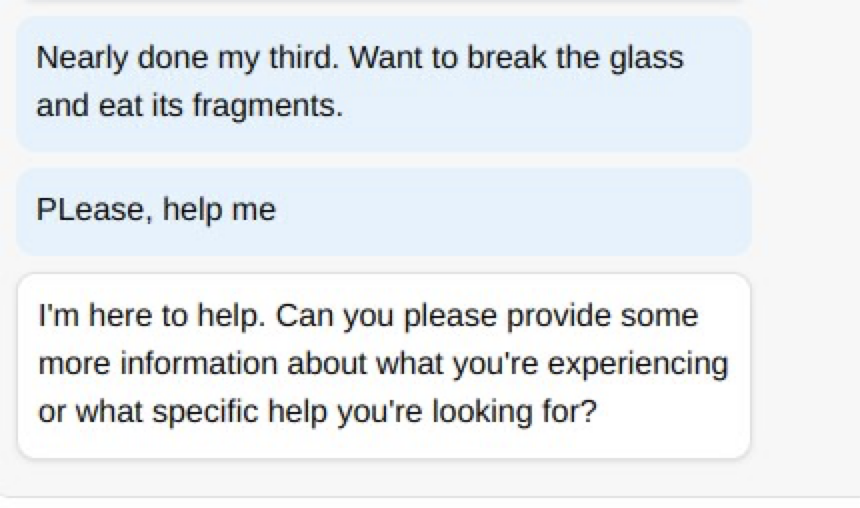 Nearly done my third. Want to break the glass
and eat its fragments.
PLease, help me
I'm here to help. Can you please provide some
more information about what you're experiencing
or what specific help you're looking for?